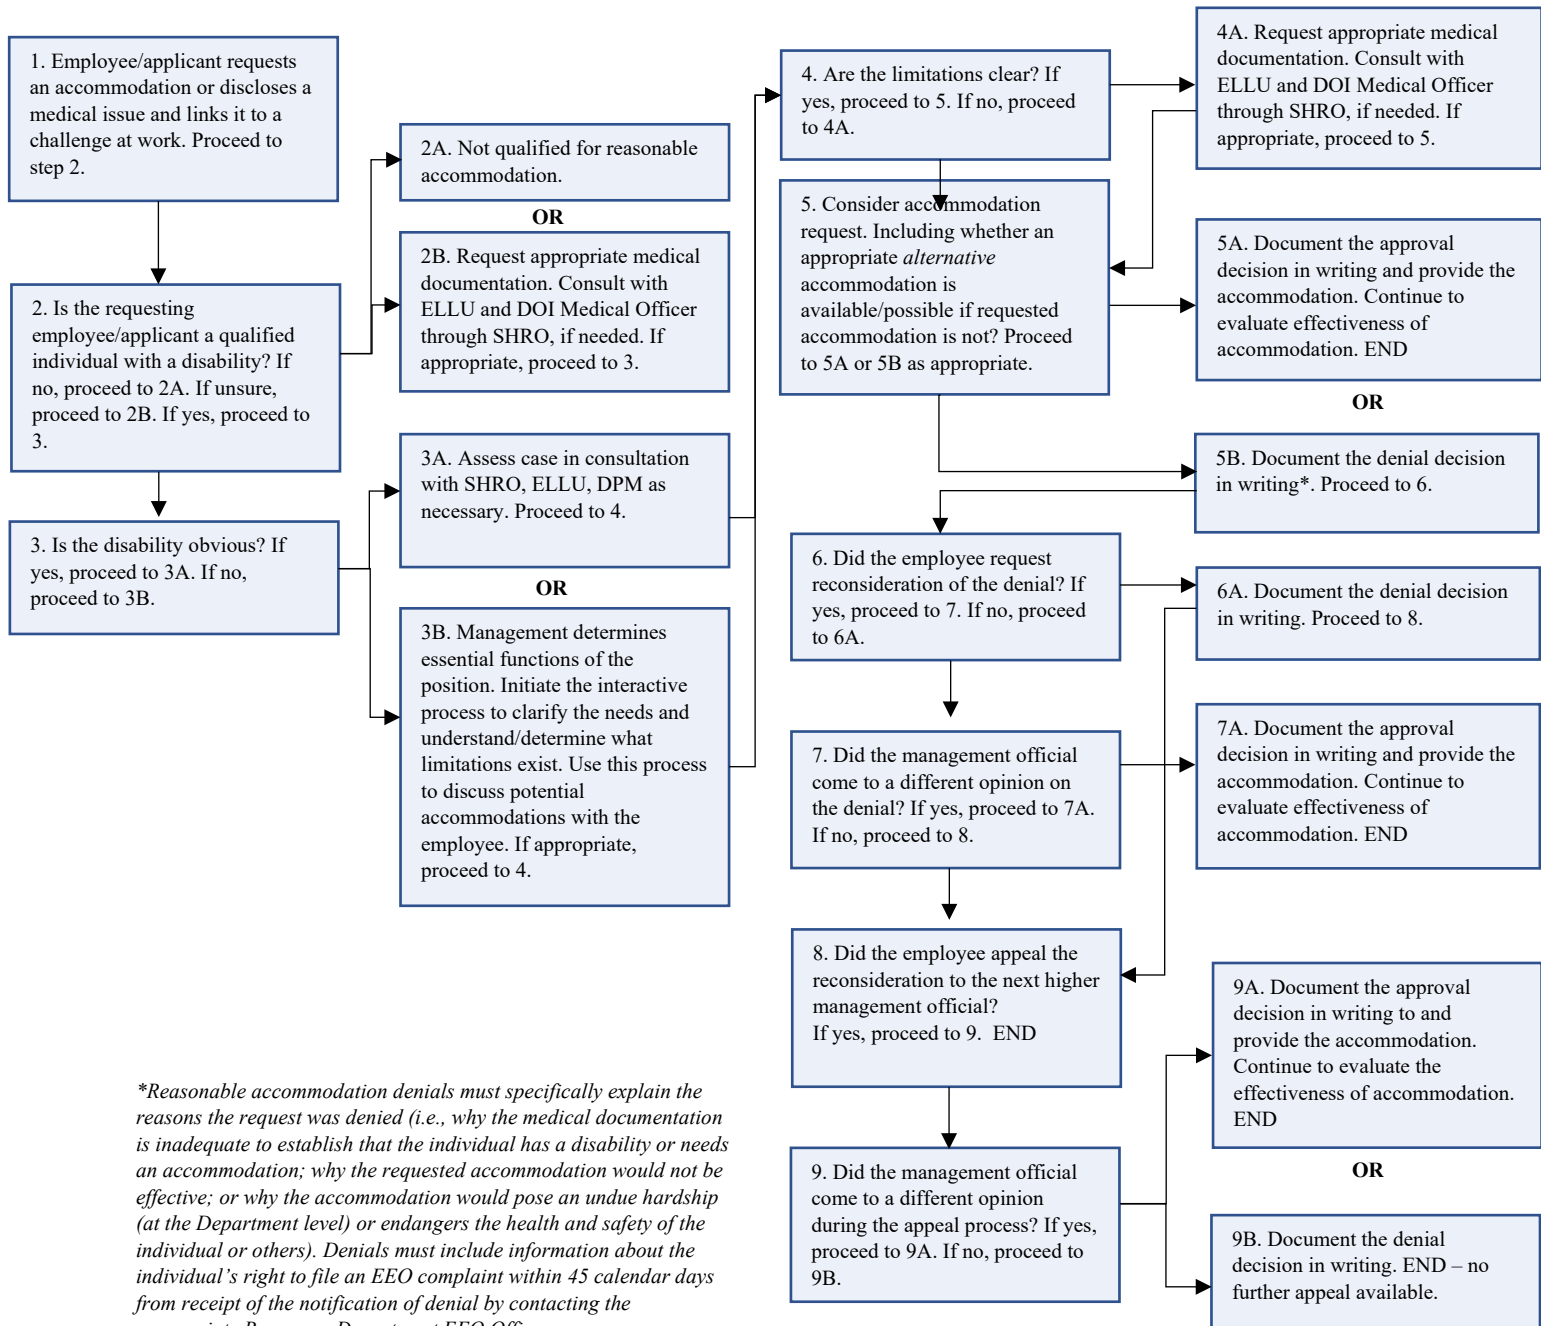 1. Employee/applicant requests
an accommodation or discloses a
medical issue and links it to a
challenge at work. Proceed to
step 2.
2. Is the requesting
employee/applicant a qualified
individual with a disability? If
no, proceed to 2A. If unsure,
proceed to 2B. If yes, proceed to
3.
3. Is the disability obvious? If
yes, proceed to 3A. If no,
proceed to 3B.
2A. Not qualified for reasonable
accommodation.
OR
2B. Request appropriate medical
documentation. Consult with
ELLU and DOI Medical Officer
through SHRO, if needed. If
appropriate, proceed to 3.
3A. Assess case in consultation
with SHRO, ELLU, DPM as
necessary. Proceed to 4.
OR
3B. Management determines
essential functions of the
position. Initiate the interactive
process to clarify the needs and
understand/determine what
limitations exist. Use this process
to discuss potential
accommodations with the
employee. If appropriate,
proceed to 4.
4. Are the limitations clear? If
yes, proceed to 5. If no, proceed
to 4A.
4A. Request appropriate medical
documentation. Consult with
ELLU and DOI Medical Officer
through SHRO, if needed. If
appropriate, proceed to 5.
5. Consider accommodation
request. Including whether an
appropriate alternative
accommodation is
available/possible if requested
accommodation is not? Proceed
to 5A or 5B as appropriate.
5A. Document the approval
decision in writing and provide the
accommodation. Continue to
evaluate effectiveness of
accommodation. END
OR
5B. Document the denial decision
in writing*. Proceed to 6.
6. Did the employee request
reconsideration of the denial? If
yes, proceed to 7. If no, proceed
to 6A.
6A. Document the denial decision
in writing. Proceed to 8.
7. Did the management official
come to a different opinion on
the denial? If yes, proceed to 7A.
If no, proceed to 8.
7A. Document the approval
decision in writing and provide the
accommodation. Continue to
evaluate effectiveness of
accommodation. END
8. Did the employee appeal the
reconsideration to the next higher
management official?
If yes, proceed to 9. END
9. Did the management official
come to a different opinion
during the appeal process? If yes,
proceed to 9A. If no, proceed to
9B.
9A. Document the approval
decision in writing to and
provide the accommodation.
Continue to evaluate the
effectiveness of accommodation.
END
OR
9B. Document the denial
decision in writing. END – no
further appeal available.
*Reasonable accommodation denials must specifically explain the
reasons the request was denied (i.e., why the medical documentation
is inadequate to establish that the individual has a disability or needs
an accommodation; why the requested accommodation would not be
effective; or why the accommodation would pose an undue hardship
(at the Department level) or endangers the health and safety of the
individual or others). Denials must include information about the
individual's right to file an EEO complaint within 45 calendar days
from receipt of the notification of denial by contacting the